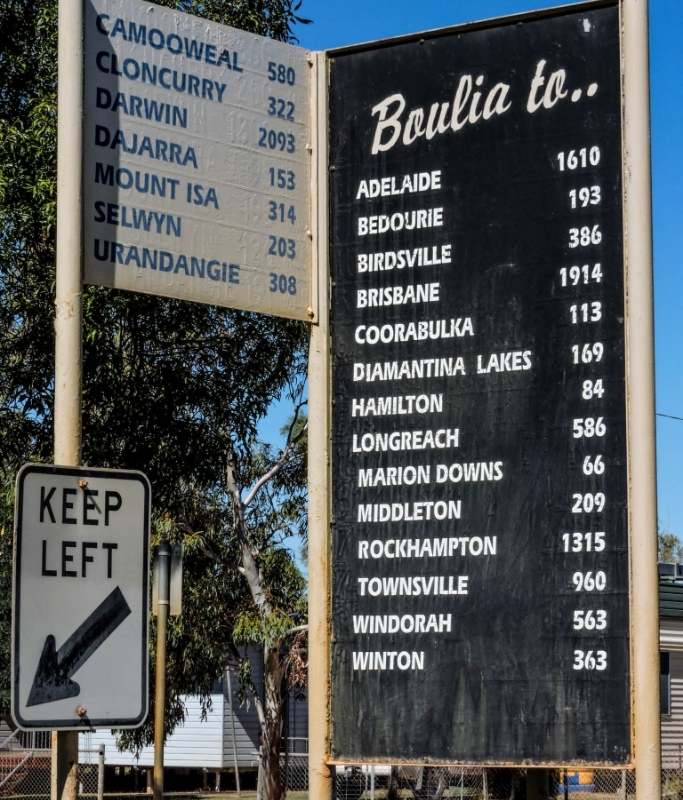 CAMOOWEAL 580
CLONCURRY 322
DARWIN 2093
DAJARRA 153
MOUNT ISA 314
SELWYN 203
URANDANGIE 308
Boulia to..
ADELAIDE 1610
BEDOURIE 193
BIRDSVILLE 386
BRISBANE 1914
COORABULKA 113
DIAMANTINA LAKES 169
HAMILTON 84
LONGREACH 586
MARION DOWNS 66
MIDDLETON 209
ROCKHAMPTON 1315
TOWNSVILLE 960
WINDORAH 563
WINTON 363
KEEP
LEFT